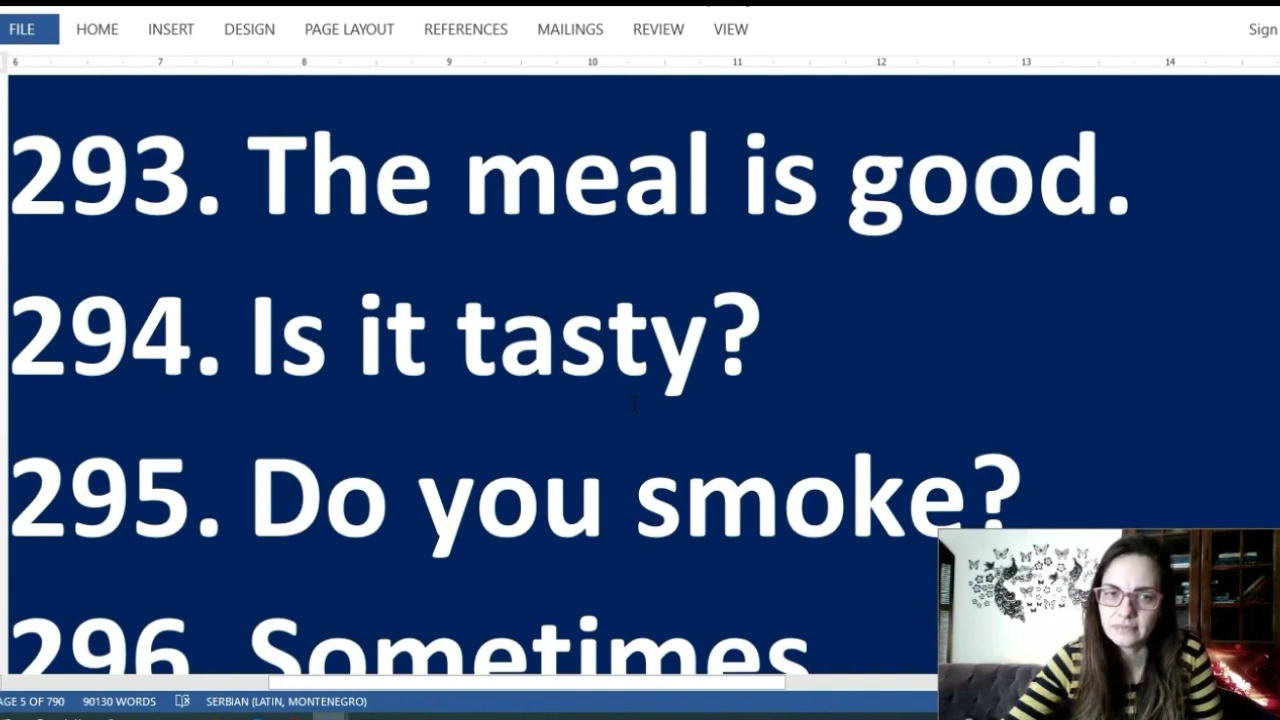 FILE HOME INSERT DESIGN PAGE LAYOUT REFERENCES MAILINGS REVIEW VIEW Sign
6 7 8 9 10 11 12 13 14
293. The meal is good.
294. Is it tasty?
295. Do you smoke?
296. Sometimes
AGE 5 OF 790 90130 WORDS SERBIAN (LATIN, MONTENEGRO)